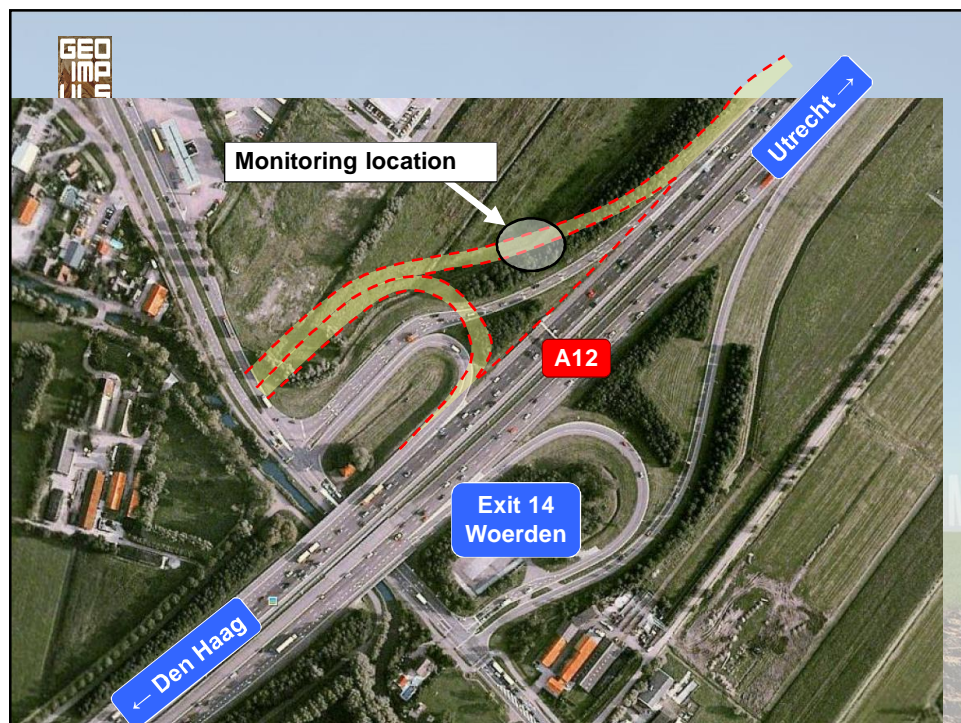 GEO
IMP
Monitoring location
Utrecht →
A12
Exit 14
Woerden
← Den Haag